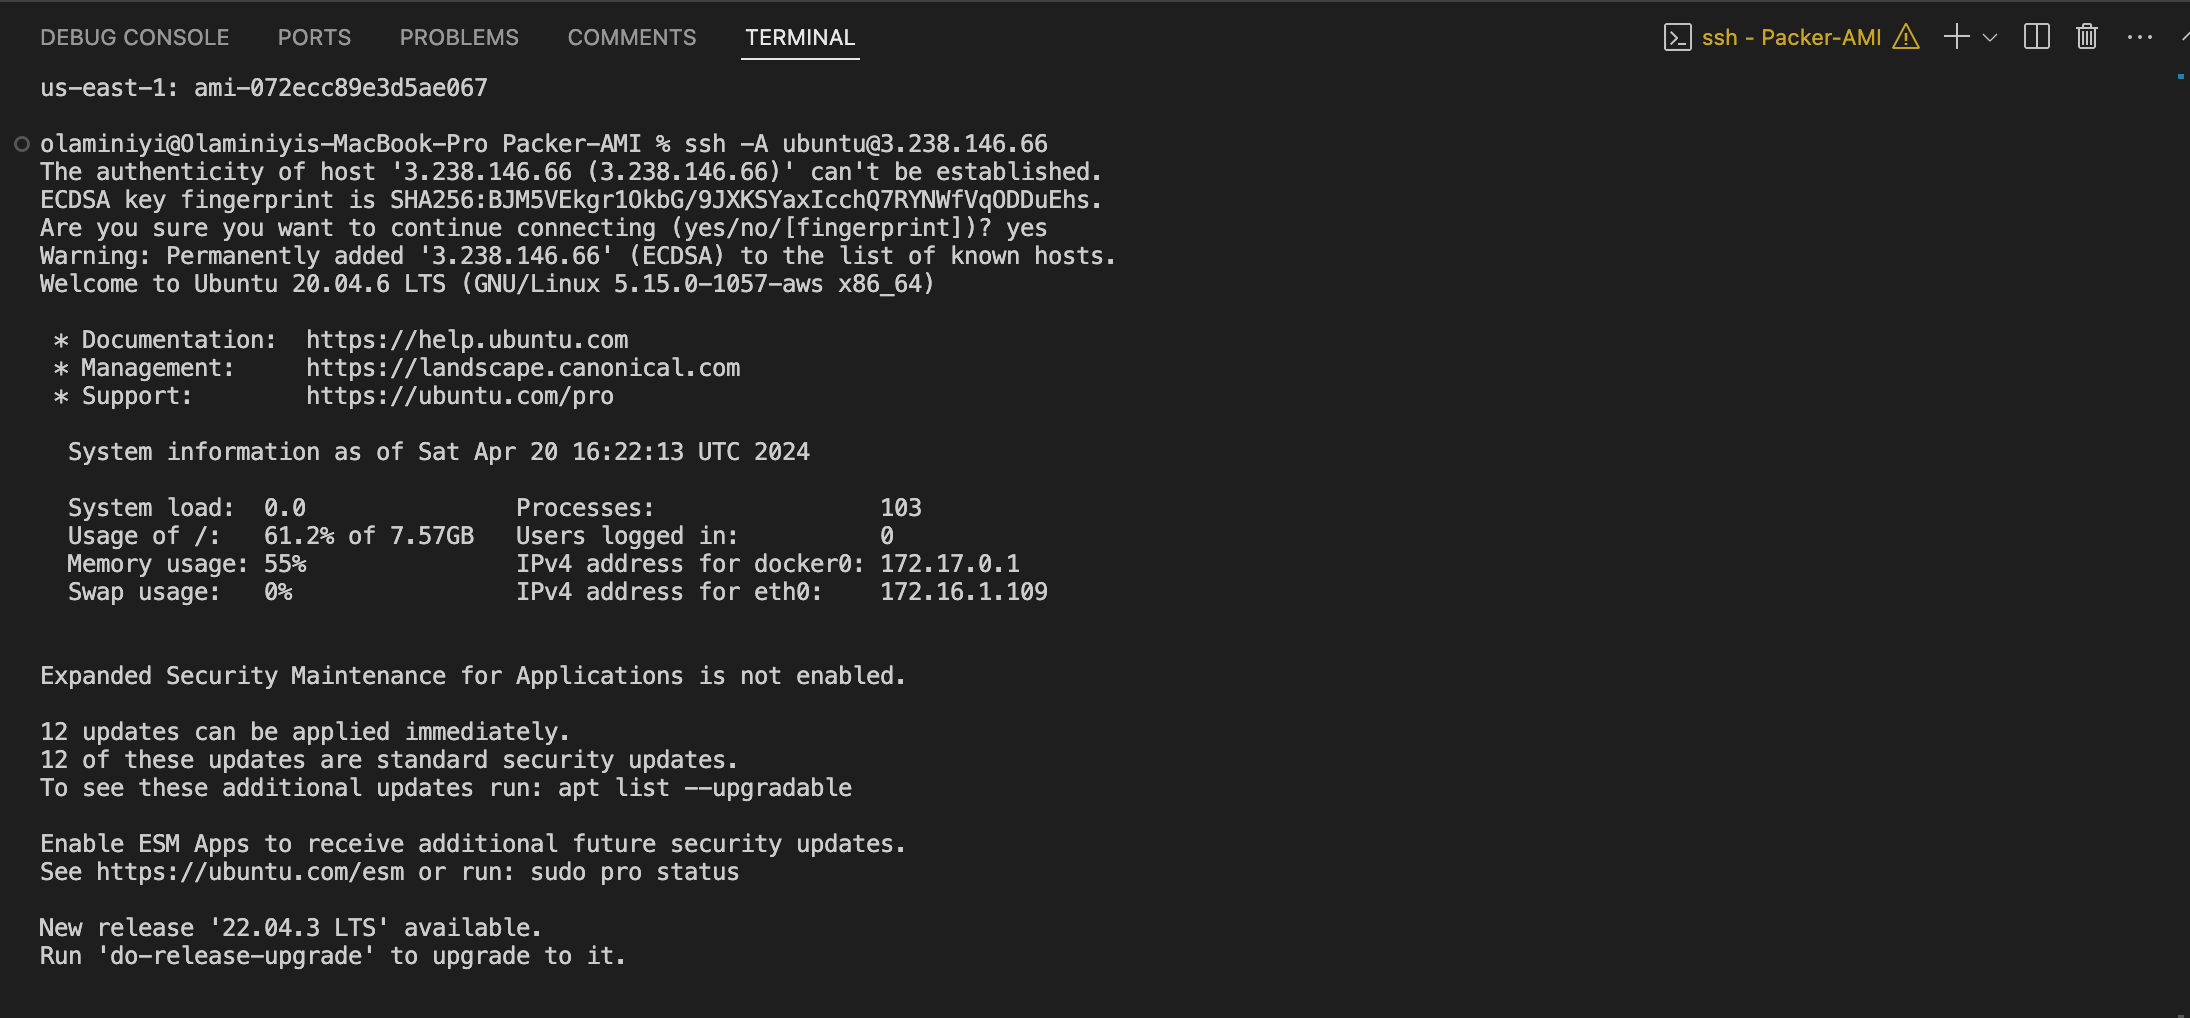 DEBUG CONSOLE PORTS PROBLEMS COMMENTS TERMINAL ssh - Packer-AMI
us-east-1: ami-072ecc89e3d5ae067
olaminiyi@Olaminiyis-MacBook-Pro Packer-AMI % ssh -A ubuntu@3.238.146.66
The authenticity of host '3.238.146.66 (3.238.146.66)' can't be established.
ECDSA key fingerprint is SHA256:BJM5VEkgr1OkbG/9JXKSYaxIcchQ7RYNWfVqODDuEhs.
Are you sure you want to continue connecting (yes/no/[fingerprint])? yes
Warning: Permanently added '3.238.146.66' (ECDSA) to the list of known hosts.
Welcome to Ubuntu 20.04.6 LTS (GNU/Linux 5.15.0-1057-aws x86_64)
* Documentation: https://help.ubuntu.com
* Management: https://landscape.canonical.com
* Support: https://ubuntu.com/pro
System information as of Sat Apr 20 16:22:13 UTC 2024
System load: 0.0 Processes: 103
Usage of /: 61.2% of 7.57GB Users logged in: 0
Memory usage: 55% IPv4 address for docker0: 172.17.0.1
Swap usage: 0% IPv4 address for eth0: 172.16.1.109
Expanded Security Maintenance for Applications is not enabled.
12 updates can be applied immediately.
12 of these updates are standard security updates.
To see these additional updates run: apt list --upgradable
Enable ESM Apps to receive additional future security updates.
See https://ubuntu.com/esm or run: sudo pro status
New release '22.04.3 LTS' available.
Run 'do-release-upgrade' to upgrade to it.